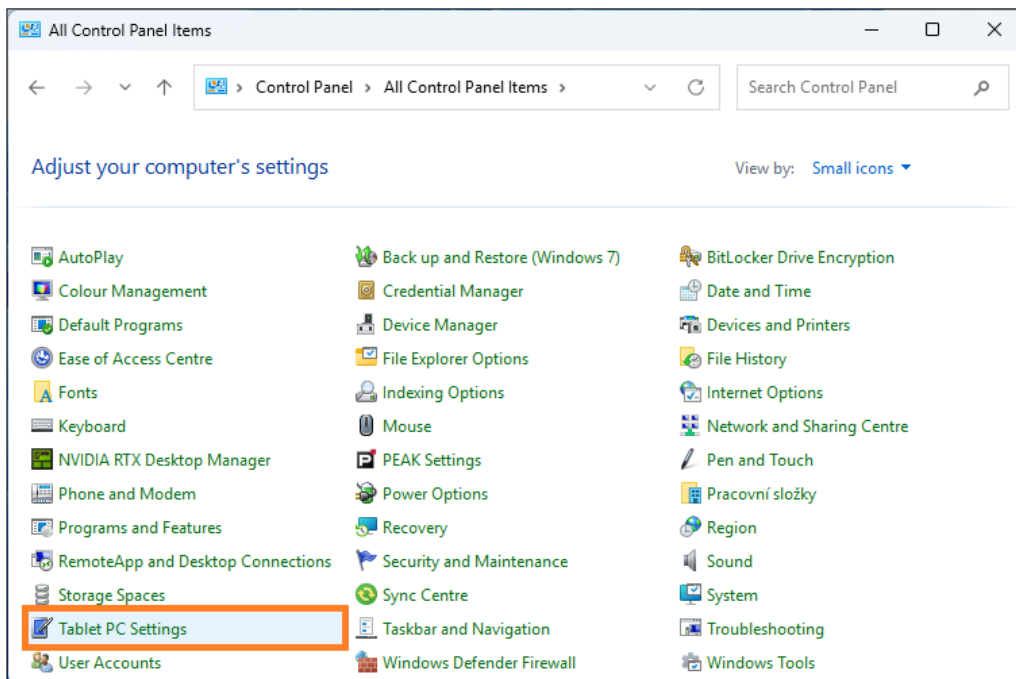 All Control Panel Items
Control Panel > All Control Panel Items >
Search Control Panel
Adjust your computer's settings
View by: Small icons
AutoPlay Back up and Restore (Windows 7) BitLocker Drive Encryption
Colour Management Credential Manager Date and Time
Default Programs Device Manager Devices and Printers
Ease of Access Centre File Explorer Options File History
Fonts Indexing Options Internet Options
Keyboard Mouse Network and Sharing Centre
NVIDIA RTX Desktop Manager PEAK Settings Pen and Touch
Phone and Modem Power Options Pracovní složky
Programs and Features Recovery Region
RemoteApp and Desktop Connections Security and Maintenance Sound
Storage Spaces Sync Centre System
Tablet PC Settings Taskbar and Navigation Troubleshooting
User Accounts Windows Defender Firewall Windows Tools